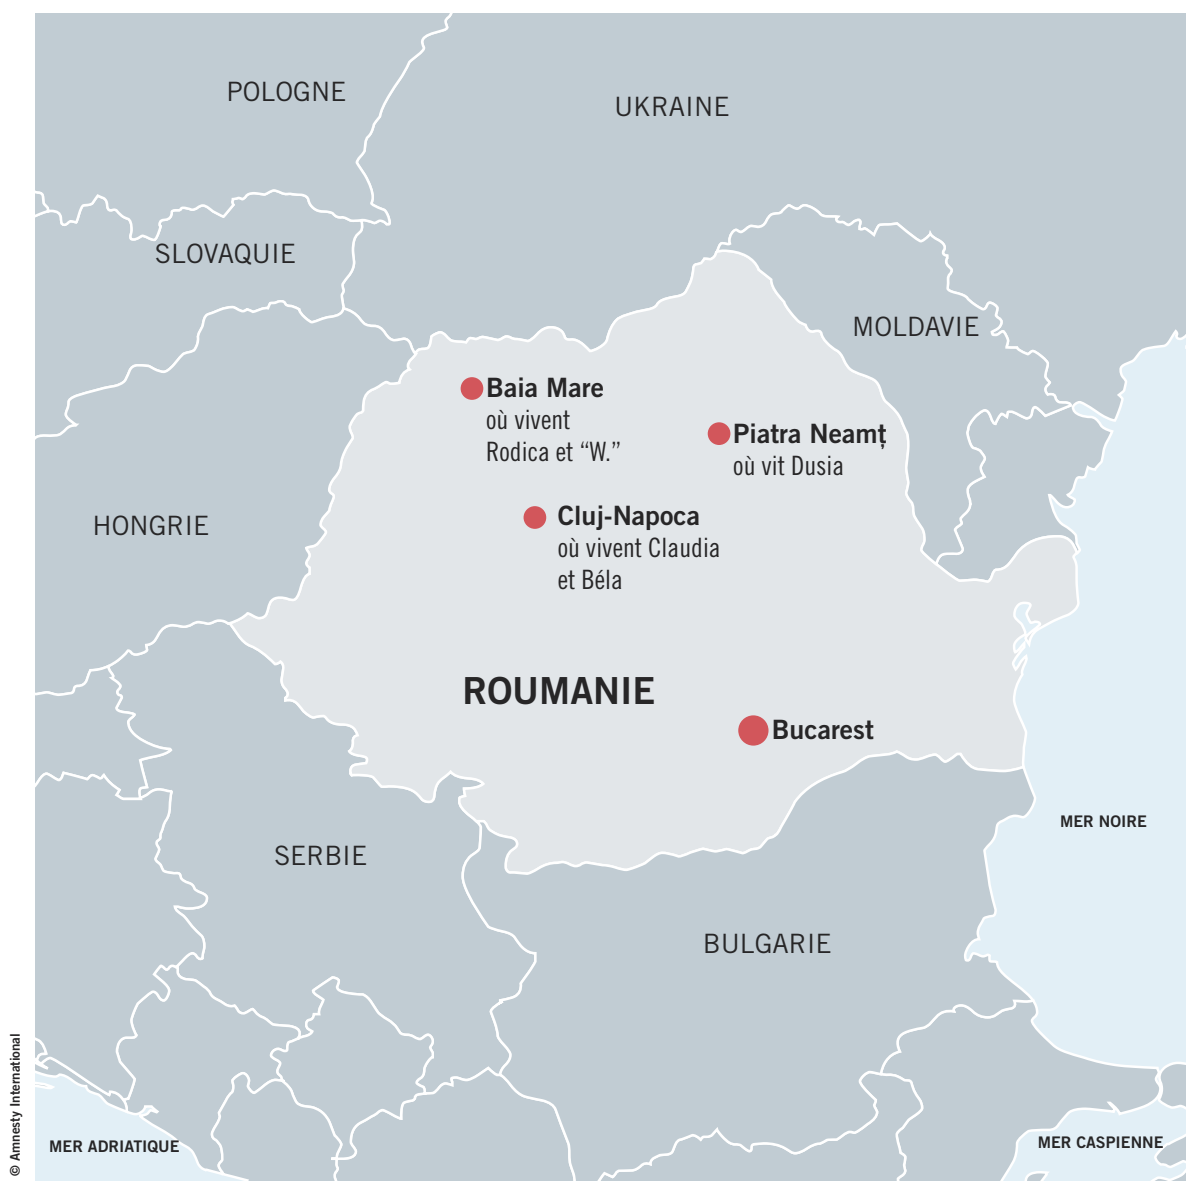 POLOGNE
UKRAINE
SLOVAQUIE
MOLDAVIE
Baia Mare
où vivent
Rodica et “W.”
Piatra Neamț
où vit Dusia
HONGRIE
Cluj-Napoca
où vivent Claudia
et Béla
ROUMANIE
Bucarest
MER NOIRE
SERBIE
BULGARIE
MER ADRIATIQUE
MER CASPIENNE
© Amnesty International